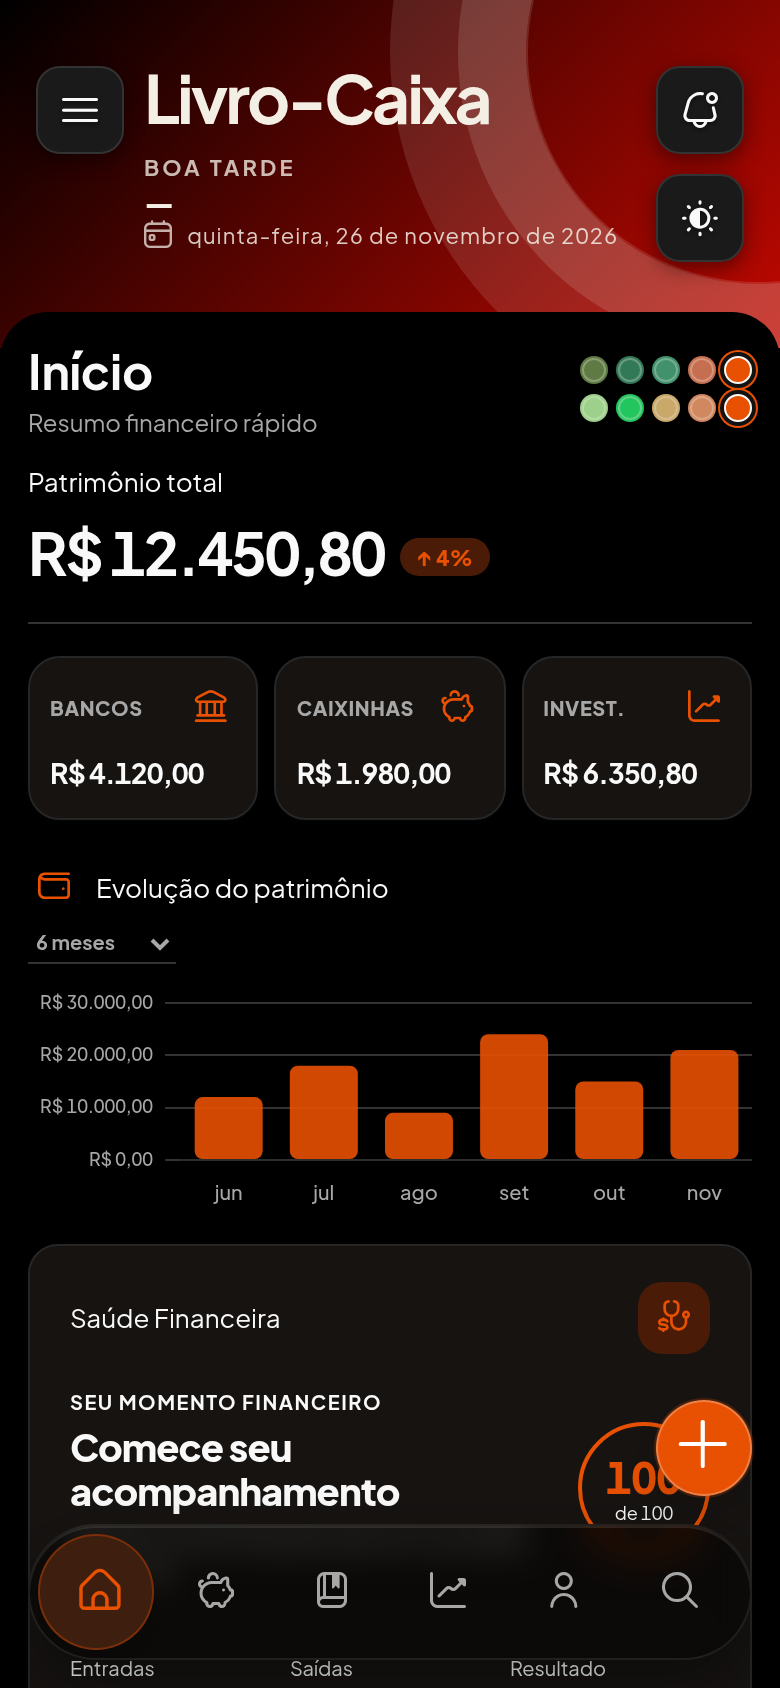 Livro-Caixa
BOA TARDE
quinta-feira, 26 de novembro de 2026
Início
Resumo financeiro rápido
Patrimônio total
R$ 12.450,80 ↑ 4%
BANCOS
R$ 4.120,00
CAIXINHAS
R$ 1.980,00
INVEST.
R$ 6.350,80
Evolução do patrimônio
6 meses
R$ 30.000,00
R$ 20.000,00
R$ 10.000,00
R$ 0,00
jun jul ago set out nov
Saúde Financeira
SEU MOMENTO FINANCEIRO
Comece seu
acompanhamento
100
de 100
Entradas Saídas Resultado